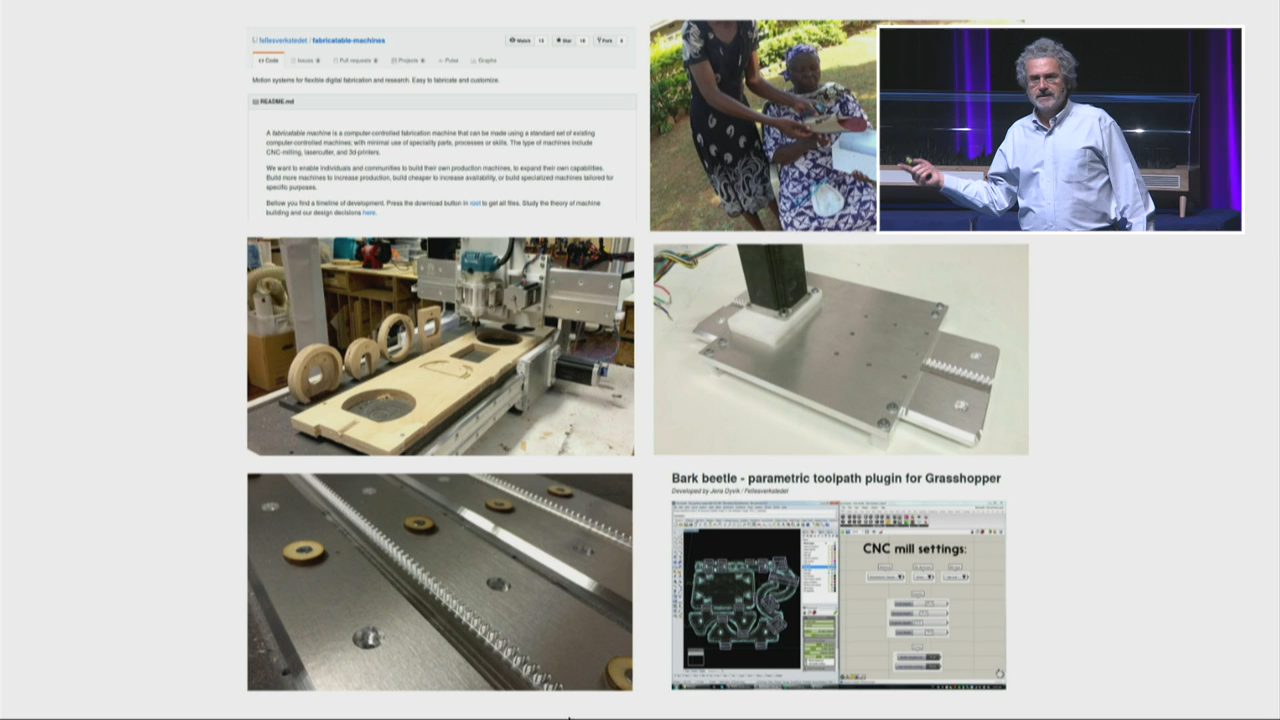 fellesverkstedet / fabricatable-machines
Watch 13 Star 18 Fork 8
Code Issues 0 Pull requests 0 Projects 0 Pulse Graphs
Motion systems for flexible digital fabrication and research. Easy to fabricate and customize.
README.md
A fabricatable machine is a computer-controlled fabrication machine that can be made using a standard set of existing
computer-controlled machines; with minimal use of speciality parts, processes or skills. The type of machines include
CNC-milling, lasercutter, and 3d-printers.
We want to enable individuals and communities to build their own production machines, to expand their own capabilities.
Build more machines to increase production, build cheaper to increase availability, or build specialized machines tailored for
specific purposes.
Bellow you find a timeline of development. Press the download button in root to get all files. Study the theory of machine
building and our design decisions here.
Bark beetle - parametric toolpath plugin for Grasshopper
Developed by Jens Dyvik / Fellesverkstedet
CNC mill settings: